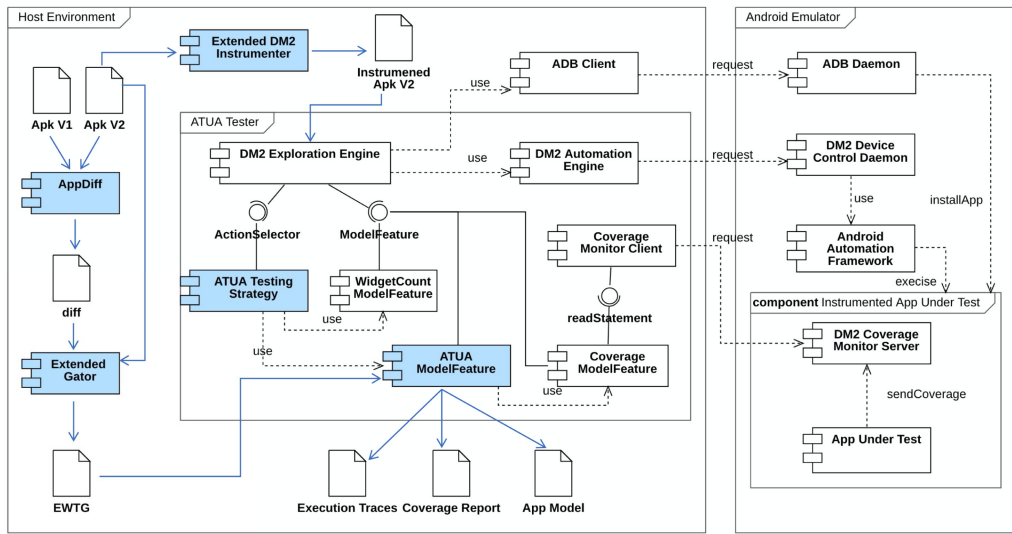 Host Environment
Android Emulator
Extended DM2
Instrumenter
Instrumened
Apk V2
ADB Client
request
ADB Daemon
use
Apk V1
Apk V2
ATUA Tester
DM2 Exploration Engine
use
DM2 Automation
Engine
request
DM2 Device
Control Daemon
AppDiff
use
installApp
ActionSelector
ModelFeature
Coverage
Monitor Client
request
Android
Automation
Framework
ATUA Testing
Strategy
WidgetCount
ModelFeature
execise
diff
use
readStatement
component Instrumented App Under Test
DM2 Coverage
Monitor Server
use
Extended
Gator
ATUA
ModelFeature
Coverage
ModelFeature
use
sendCoverage
App Under Test
EWTG
Execution Traces
Coverage Report
App Model